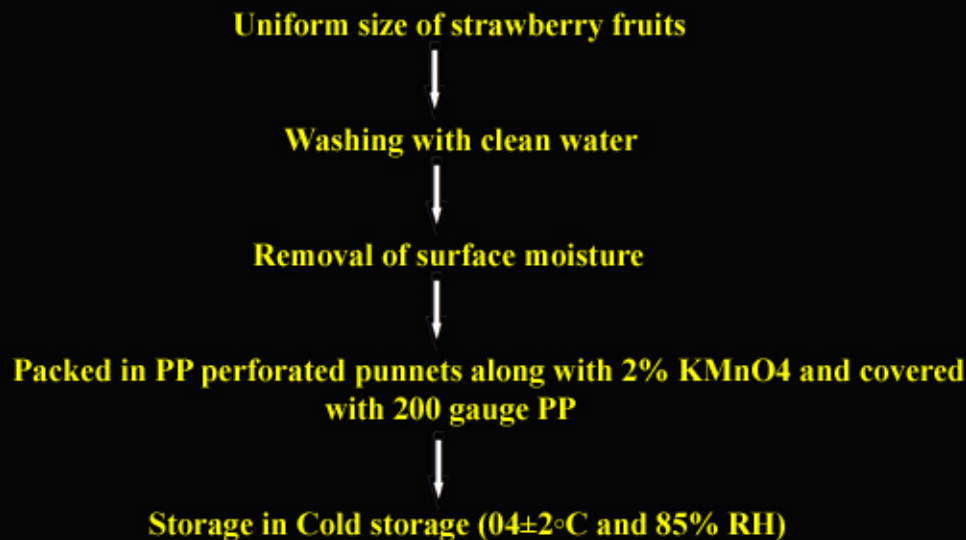 Uniform size of strawberry fruits
Washing with clean water
Removal of surface moisture
Packed in PP perforated punnets along with 2% KMnO4 and covered
with 200 gauge PP
Storage in Cold storage (04±2◦C and 85% RH)